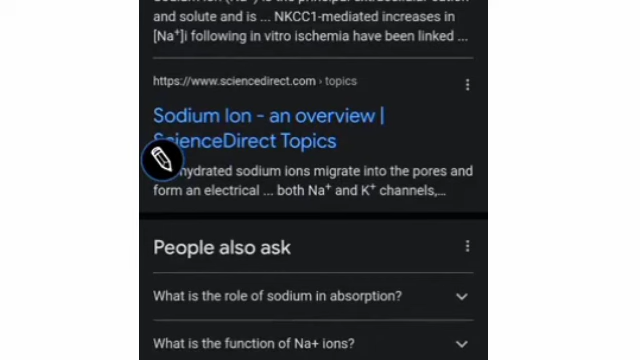 and solute and is ... NKCC1-mediated increases in
[Na⁺]i following in vitro ischemia have been linked ...
https://www.sciencedirect.com › topics
Sodium Ion - an overview |
ScienceDirect Topics
hydrated sodium ions migrate into the pores and
form an electrical ... both Na⁺ and K⁺ channels,...
People also ask
What is the role of sodium in absorption?
What is the function of Na+ ions?